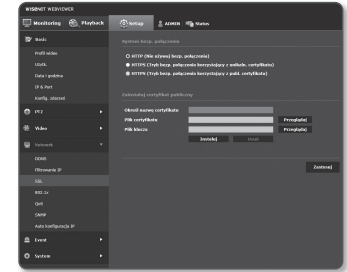 WISENET WEBVIEWER
Monitoring
Playback
Setup
ADMIN
Status
Basic
Profil wideo
Użytk.
Data i godzina
IP & Port
Konfig. zdarzeń
PTZ
Video
Network
DDNS
Filtrowanie IP
SSL
802.1x
QoS
SNMP
Auto konfiguracja IP
Event
System
System bezp. połączenia
HTTP (Nie używaj bezp. połączenia)
HTTPS (Tryb bezp. połączenia korzystający z unikaln. certyfikatu)
HTTPS (Tryb bezp. połączenia korzystający z publ. certyfikatu)
Zainstaluj certyfikat publiczny
Określ nazwę certyfikatu
Plik certyfikatu
Przeglądaj
Plik klucza
Przeglądaj
Instaluj
Usuń
Zastosuj